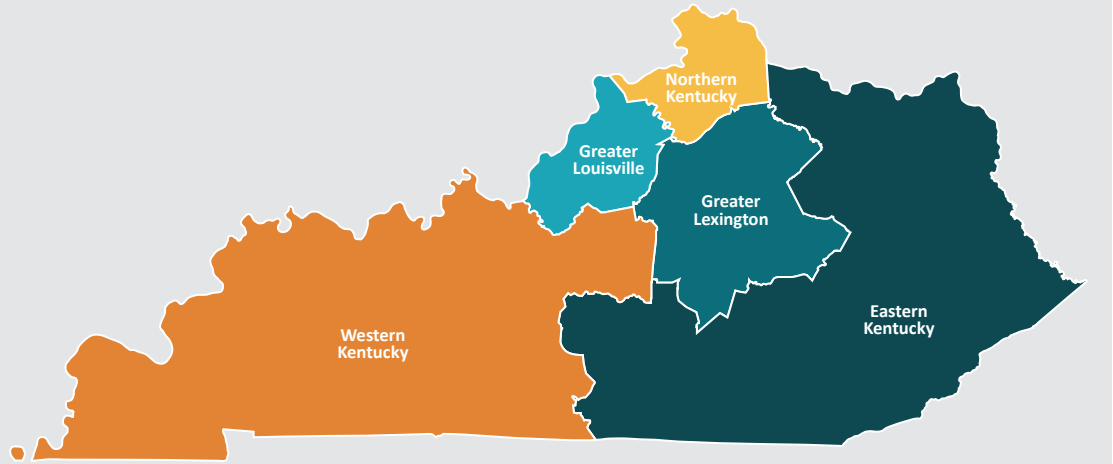 Northern
Kentucky
Greater
Louisville
Greater
Lexington
Eastern
Kentucky
Western
Kentucky